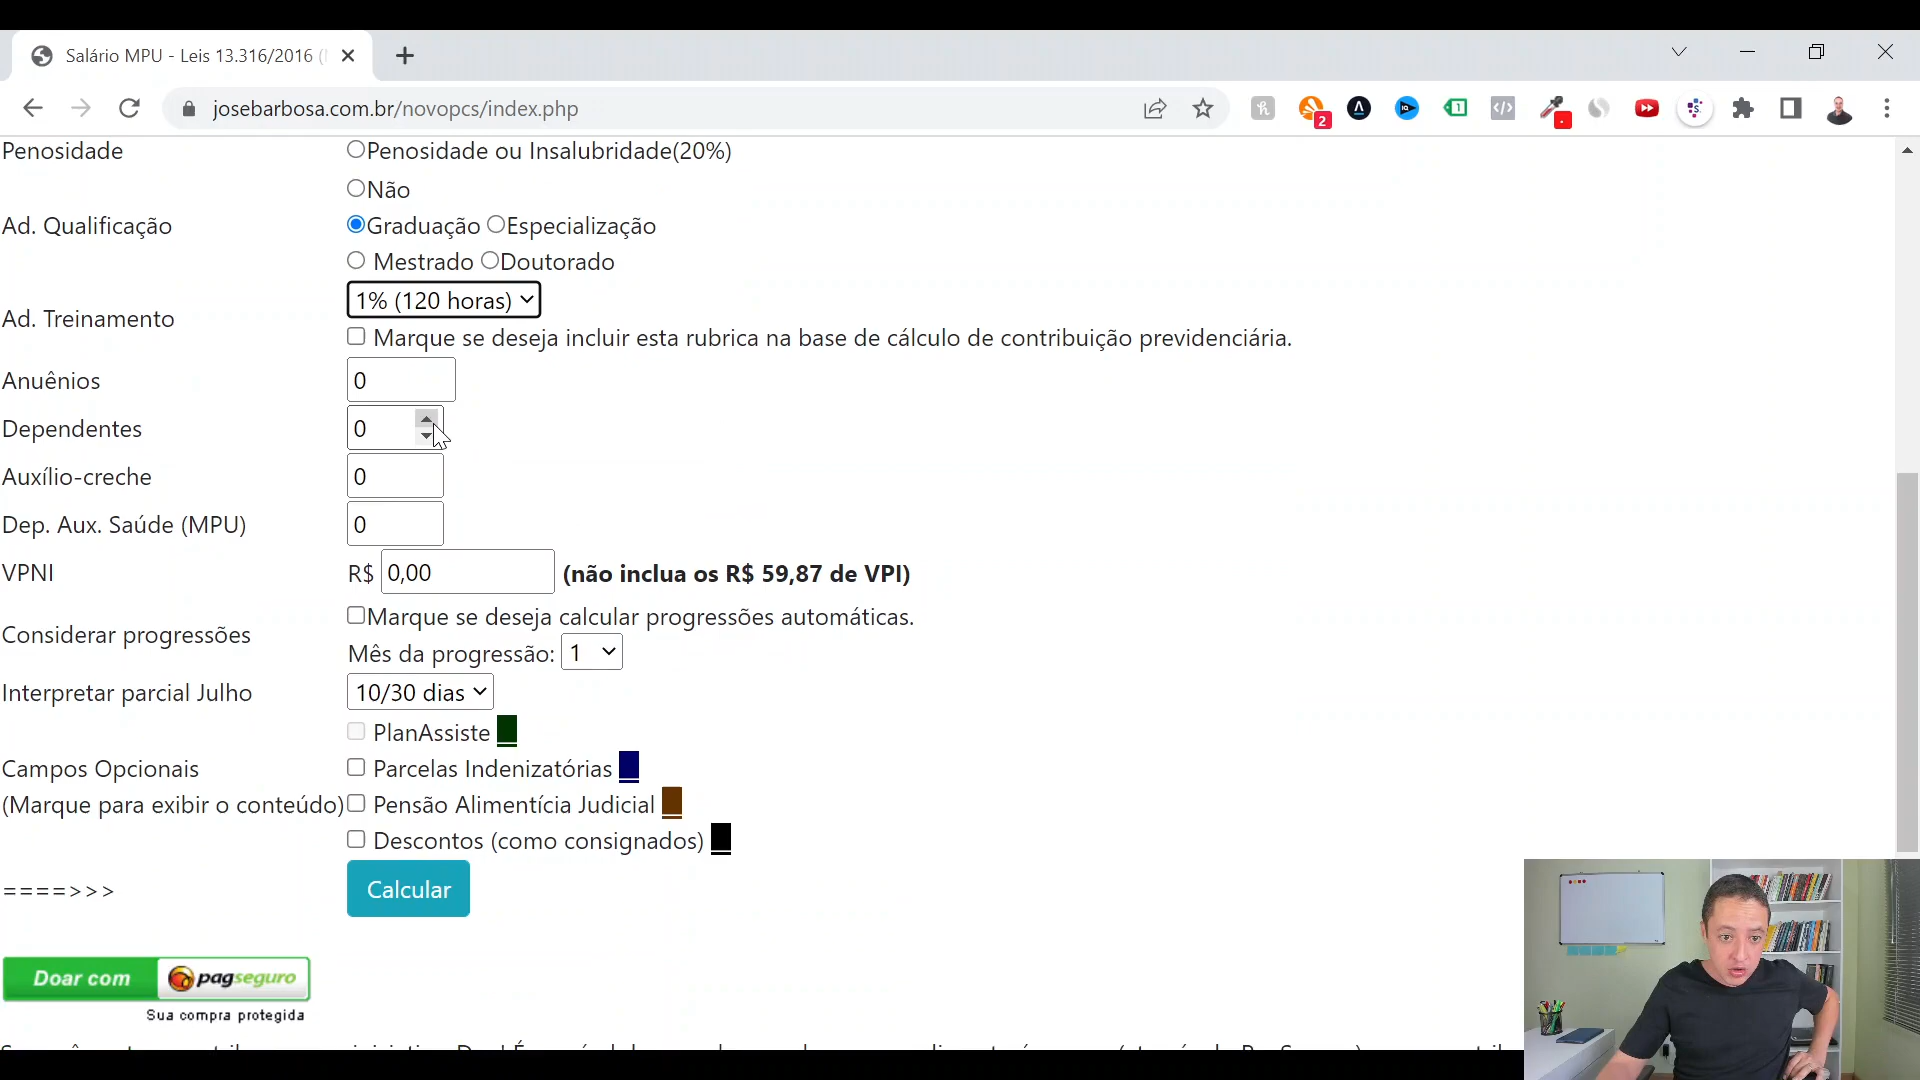 Salário MPU - Leis 13.316/2016 (
josebarbosa.com.br/novopcs/index.php
2
1
Penosidade
Penosidade ou Insalubridade(20%)
Não
Ad. Qualificação
Graduação Especialização
Mestrado Doutorado
1% (120 horas)
Ad. Treinamento
Marque se deseja incluir esta rubrica na base de cálculo de contribuição previdenciária.
Anuênios
0
Dependentes
0
Auxílio-creche
0
Dep. Aux. Saúde (MPU)
0
VPNI
R$ 0,00 (não inclua os R$ 59,87 de VPI)
Marque se deseja calcular progressões automáticas.
Considerar progressões
Mês da progressão: 1
Interpretar parcial Julho
10/30 dias
PlanAssiste
Campos Opcionais
Parcelas Indenizatórias
(Marque para exibir o conteúdo)
Pensão Alimentícia Judicial
Descontos (como consignados)
====>>>
Calcular
Doar com pagseguro
Sua compra protegida